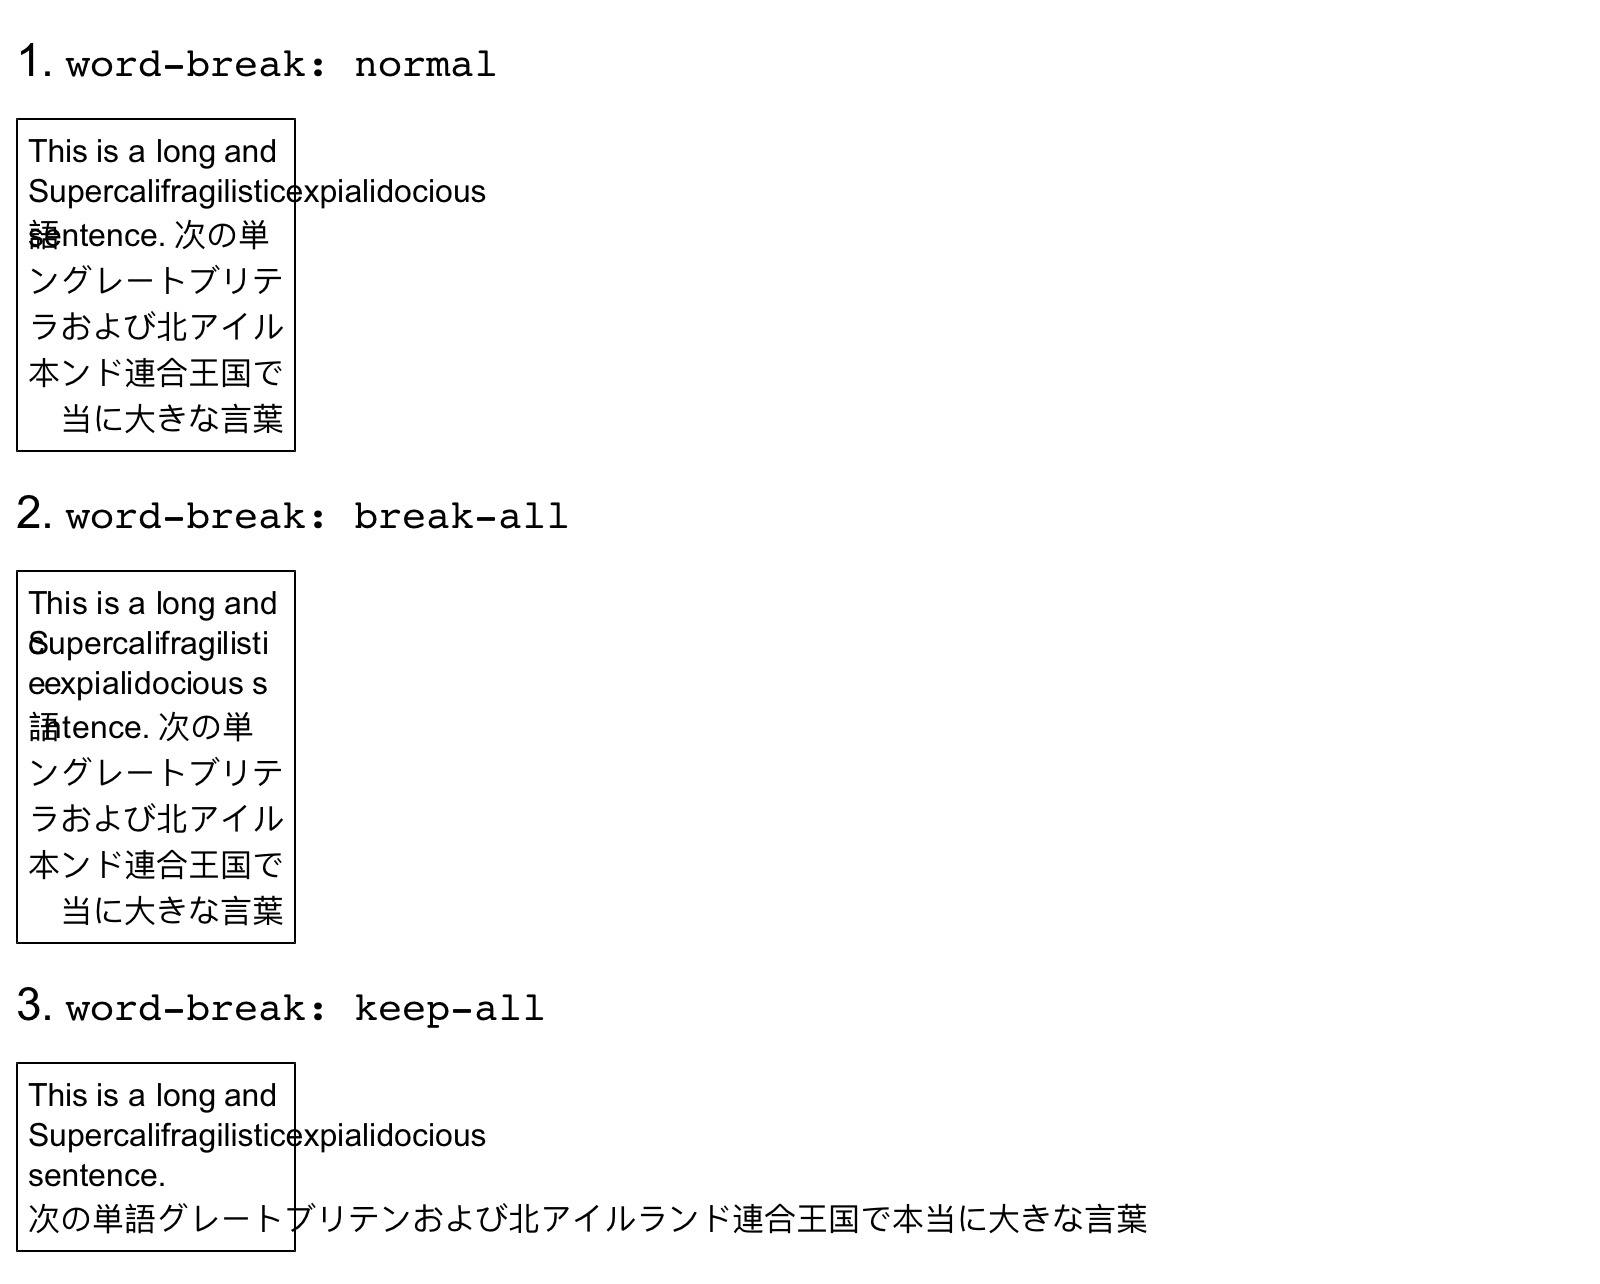 1. word-break: normal
This is a long and
Supercalifragilisticexpialidocious
語sentence. 次の単
ングレートブリテ
ラおよび北アイル
本ンド連合王国で
当に大きな言葉
2. word-break: break-all
This is a long and
cSupercalifragilisti
eexpialidocious s
語ntence. 次の単
ングレートブリテ
ラおよび北アイル
本ンド連合王国で
当に大きな言葉
3. word-break: keep-all
This is a long and
Supercalifragilisticexpialidocious
sentence.
次の単語グレートブリテンおよび北アイルランド連合王国で本当に大きな言葉